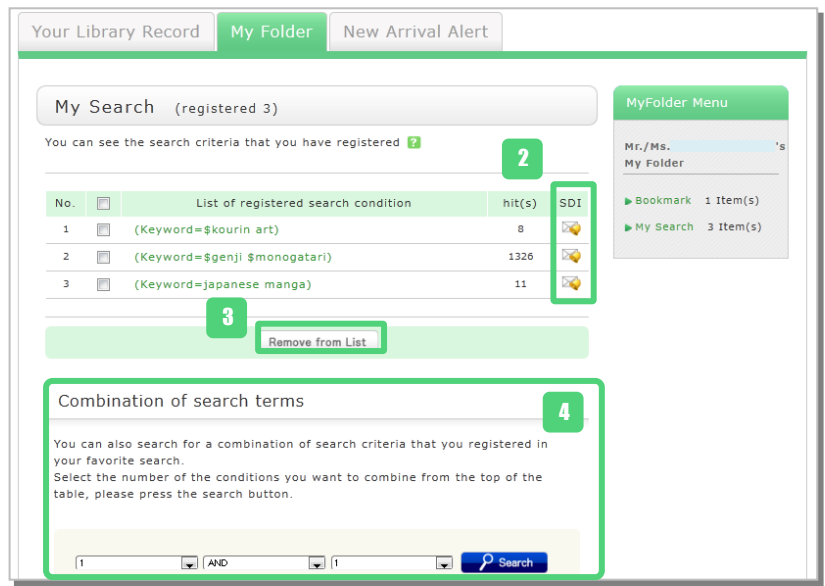 Your Library Record My Folder New Arrival Alert
My Search (registered 3)
You can see the search criteria that you have registered ?
2
No. List of registered search condition hit(s) SDI
1 (Keyword=$kourin art) 8
2 (Keyword=$genji $monogatari) 1326
3 (Keyword=japanese manga) 11
3
Remove from List
Combination of search terms
4
You can also search for a combination of search criteria that you registered in
your favorite search.
Select the number of the conditions you want to combine from the top of the
table, please press the search button.
1 AND 1 Search
MyFolder Menu
Mr./Ms. 's
My Folder
Bookmark 1 Item(s)
My Search 3 Item(s)